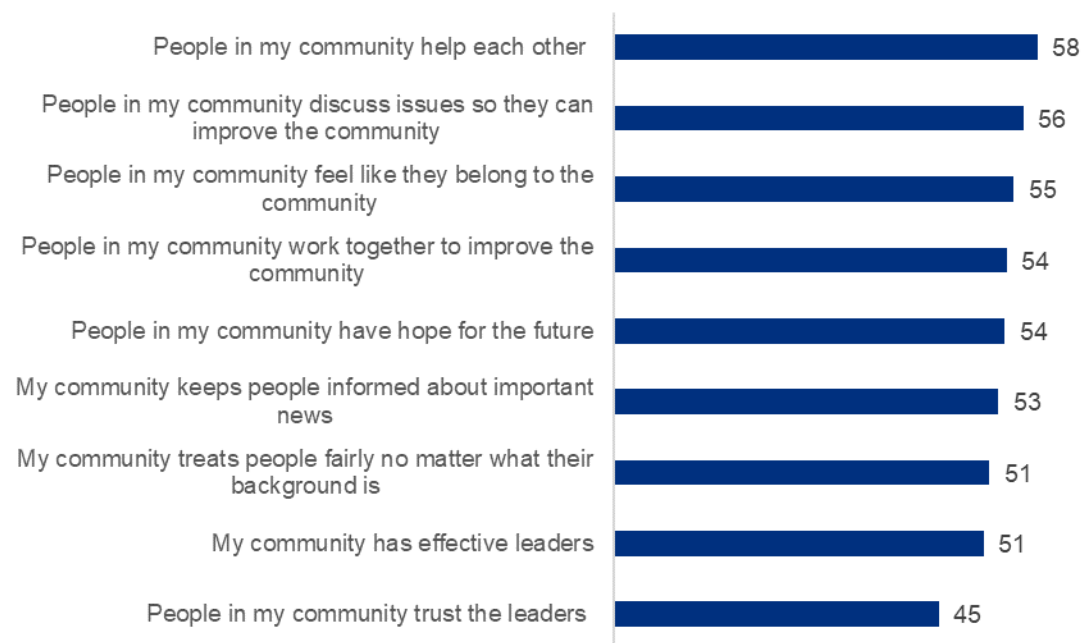 People in my community help each other
58
People in my community discuss issues so they can
improve the community
56
People in my community feel like they belong to the
community
55
People in my community work together to improve the
community
54
People in my community have hope for the future
54
My community keeps people informed about important
news
53
My community treats people fairly no matter what their
background is
51
My community has effective leaders
51
People in my community trust the leaders
45